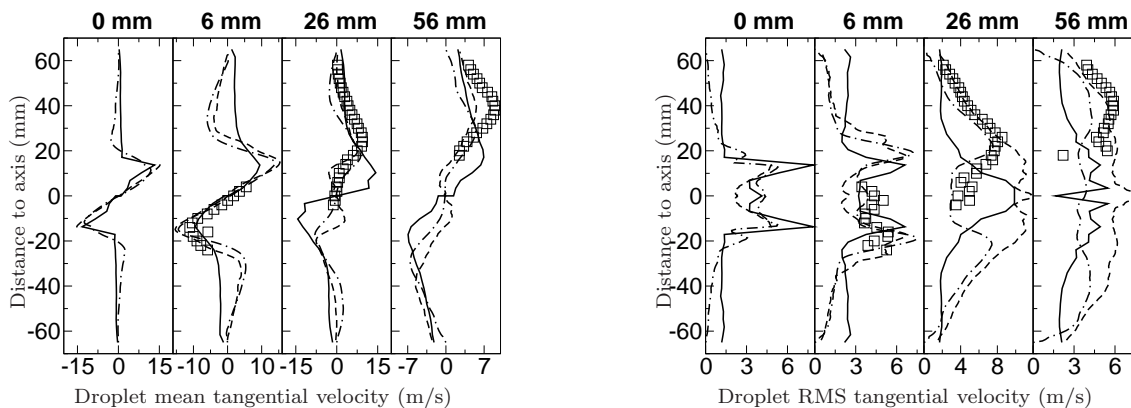 0 mm 6 mm 26 mm 56 mm
60
40
20
0
-20
-40
-60
Distance to axis (mm)
-15 0 15 -10 0 10 -15 0 15 -7 0 7
Droplet mean tangential velocity (m/s)
0 mm 6 mm 26 mm 56 mm
60
40
20
0
-20
-40
-60
Distance to axis (mm)
0 3 6 0 3 6 0 4 8 0 3 6
Droplet RMS tangential velocity (m/s)